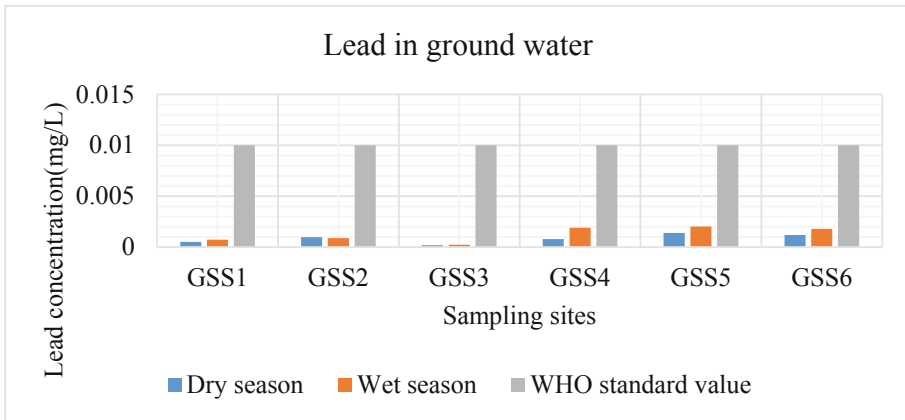 Lead in ground water
Lead concentration(mg/L)
0.015
0.01
0.005
0
GSS1 GSS2 GSS3 GSS4 GSS5 GSS6
Sampling sites
Dry season Wet season WHO standard value